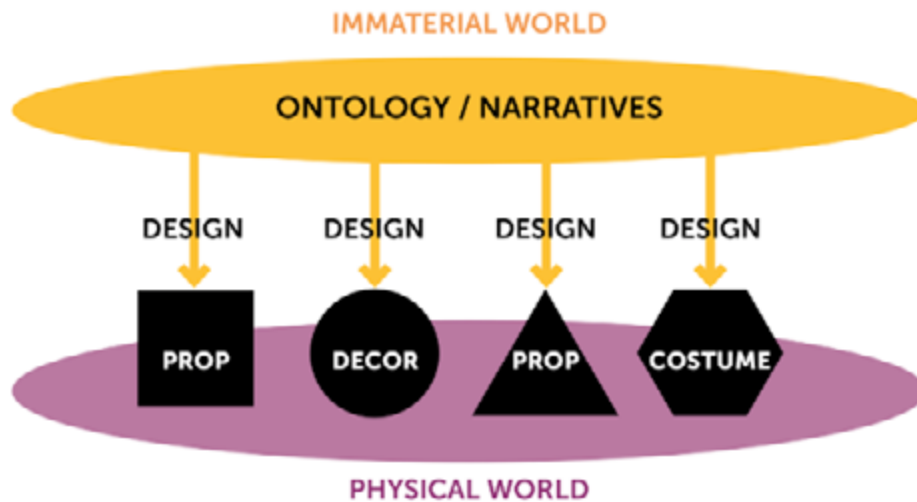 IMMATERIAL WORLD
ONTOLOGY / NARRATIVES
DESIGN DESIGN DESIGN DESIGN
PROP DECOR PROP COSTUME
PHYSICAL WORLD